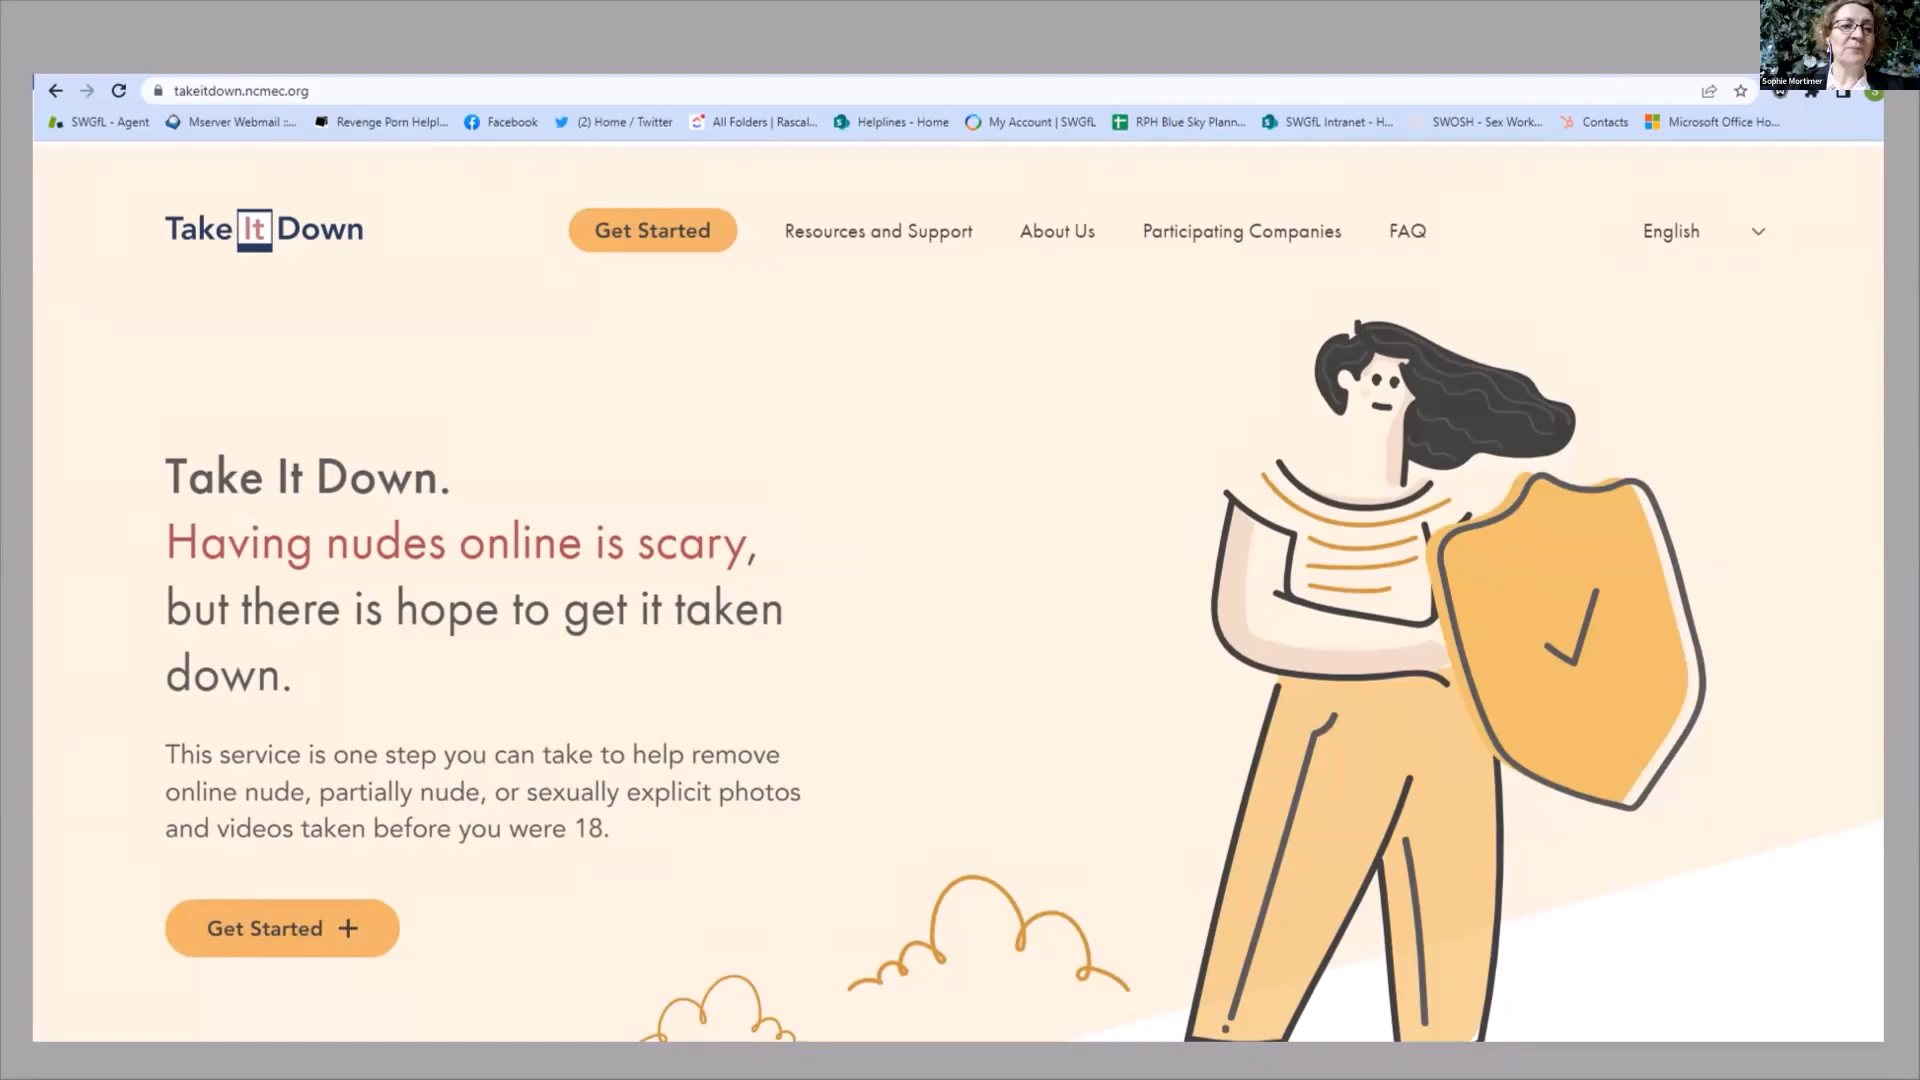 Sophie Mortimer
takeitdown.ncmec.org
SWGfL - Agent
Mserver Webmail ::...
Revenge Porn Helpl...
Facebook
(2) Home / Twitter
All Folders | Rascal...
Helplines - Home
My Account | SWGfL
RPH Blue Sky Plann...
SWGfL Intranet - H...
SWOSH - Sex Work...
Contacts
Microsoft Office Ho...
Take It Down
Get Started
Resources and Support
About Us
Participating Companies
FAQ
English
Take It Down.
Having nudes online is scary,
but there is hope to get it taken
down.
This service is one step you can take to help remove
online nude, partially nude, or sexually explicit photos
and videos taken before you were 18.
Get Started +